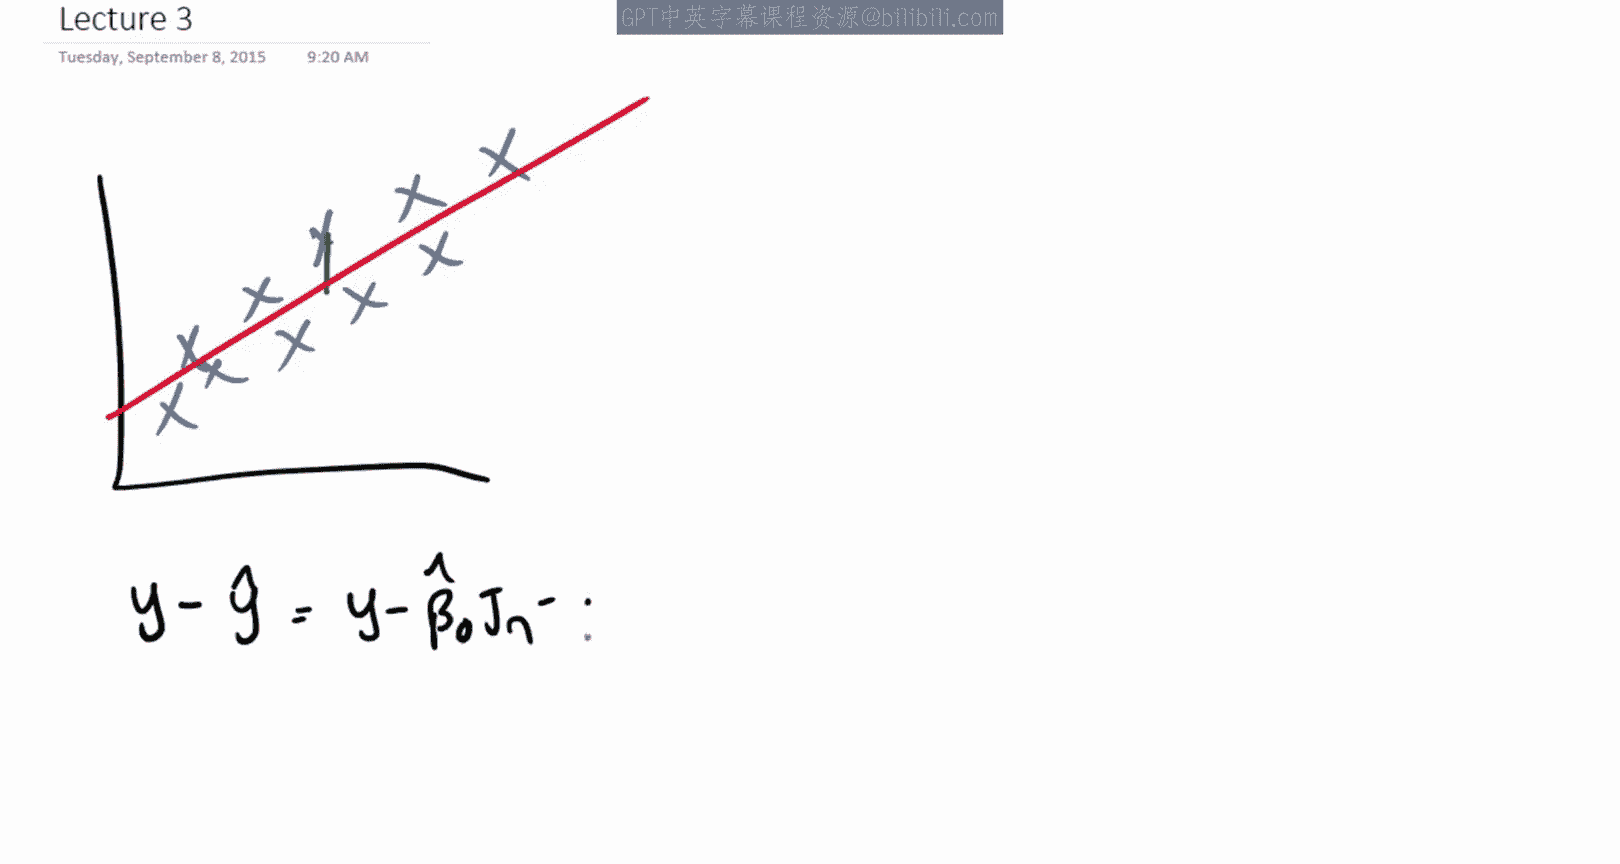 Lecture 3
GPT中英字幕课程资源@bilibili.com
Tuesday, September 8, 2015 9:20 AM
y - ŷ = y - β̂₀Jₙ - :